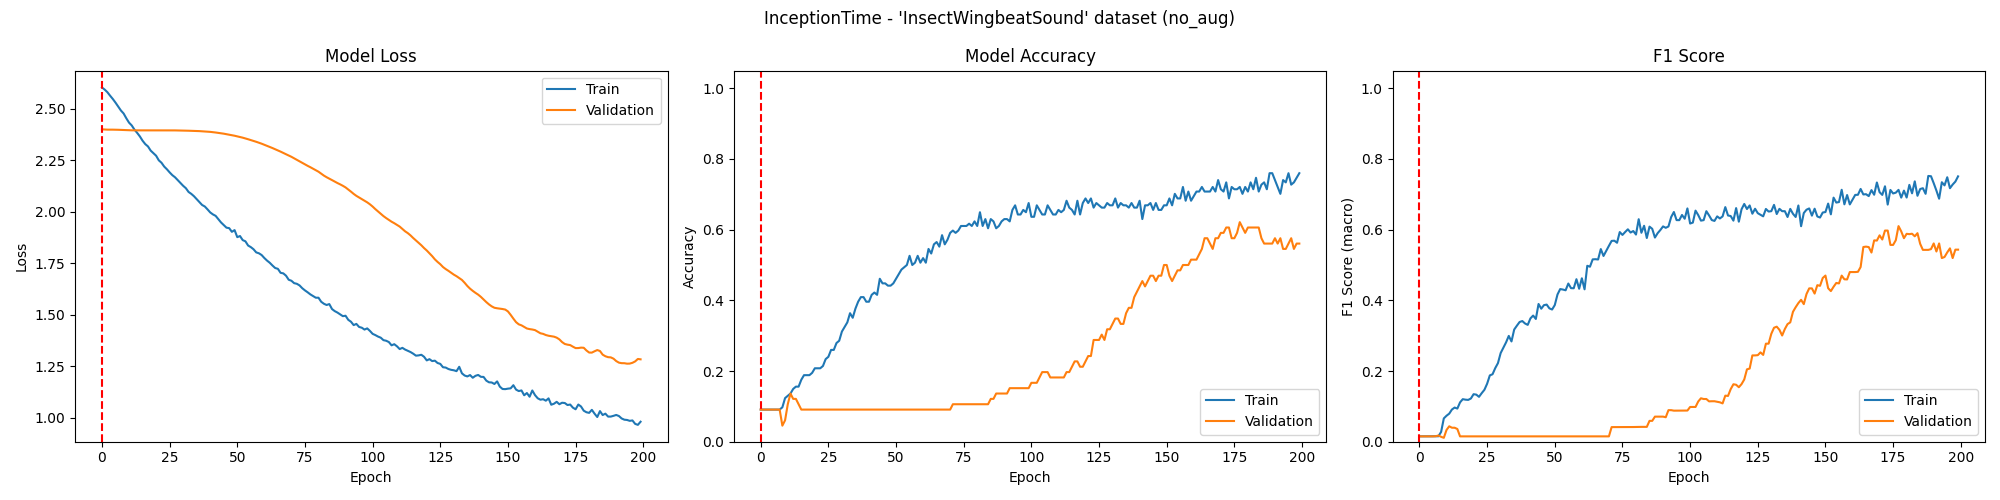 InceptionTime - 'InsectWingbeatSound' dataset (no_aug)
Model Loss
Train
Validation
2.50
2.25
2.00
1.75
1.50
1.25
1.00
Loss
0 25 50 75 100 125 150 175 200
Epoch
Model Accuracy
1.0
0.8
0.6
0.4
0.2
0.0
Accuracy
Train
Validation
0 25 50 75 100 125 150 175 200
Epoch
F1 Score
1.0
0.8
0.6
0.4
0.2
0.0
F1 Score (macro)
Train
Validation
0 25 50 75 100 125 150 175 200
Epoch